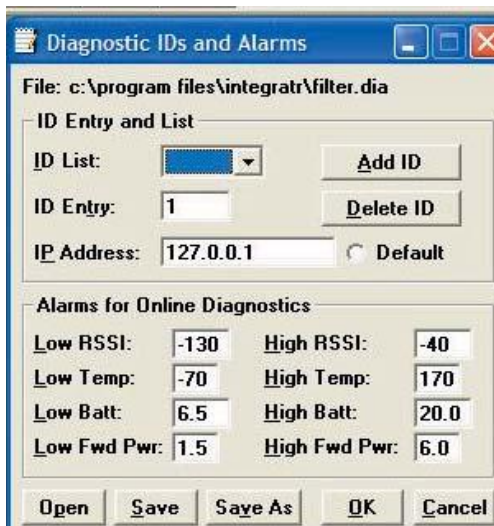 Diagnostic IDs and Alarms
File: c:\program files\integratr\filter.dia
ID Entry and List
ID List:
Add ID
ID Entry: 1
Delete ID
IP Address: 127.0.0.1
Default
Alarms for Online Diagnostics
Low RSSI: -130 High RSSI: -40
Low Temp: -70 High Temp: 170
Low Batt: 6.5 High Batt: 20.0
Low Fwd Pwr: 1.5 High Fwd Pwr: 6.0
Open Save Save As OK Cancel